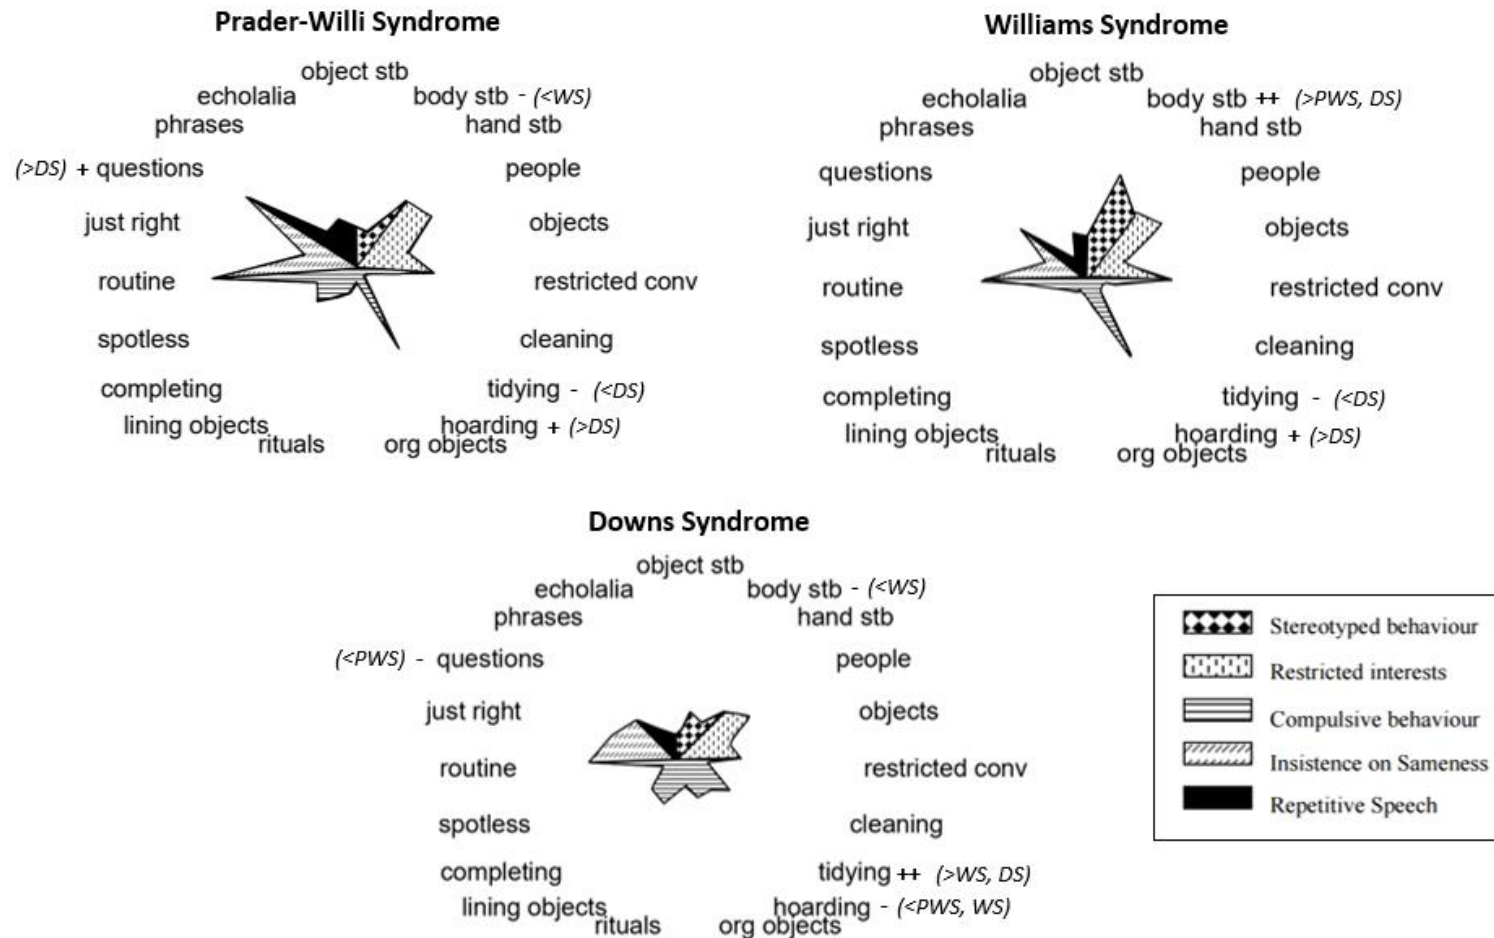 Prader-Willi Syndrome
object stb
echolalia
body stb - (<WS)
phrases
hand stb
(>DS) + questions
people
just right
objects
routine
restricted conv
spotless
cleaning
completing
tidying - (<DS)
lining objects
hoarding + (>DS)
rituals
org objects
Williams Syndrome
object stb
echolalia
body stb ++ (>PWS, DS)
phrases
hand stb
questions
people
just right
objects
routine
restricted conv
spotless
cleaning
completing
tidying - (<DS)
lining objects
hoarding + (>DS)
rituals
org objects
Downs Syndrome
object stb
echolalia
body stb - (<WS)
phrases
hand stb
(<PWS) - questions
people
just right
objects
routine
restricted conv
spotless
cleaning
completing
tidying ++ (>WS, DS)
lining objects
hoarding - (<PWS, WS)
rituals
org objects
Stereotyped behaviour
Restricted interests
Compulsive behaviour
Insistence on Sameness
Repetitive Speech